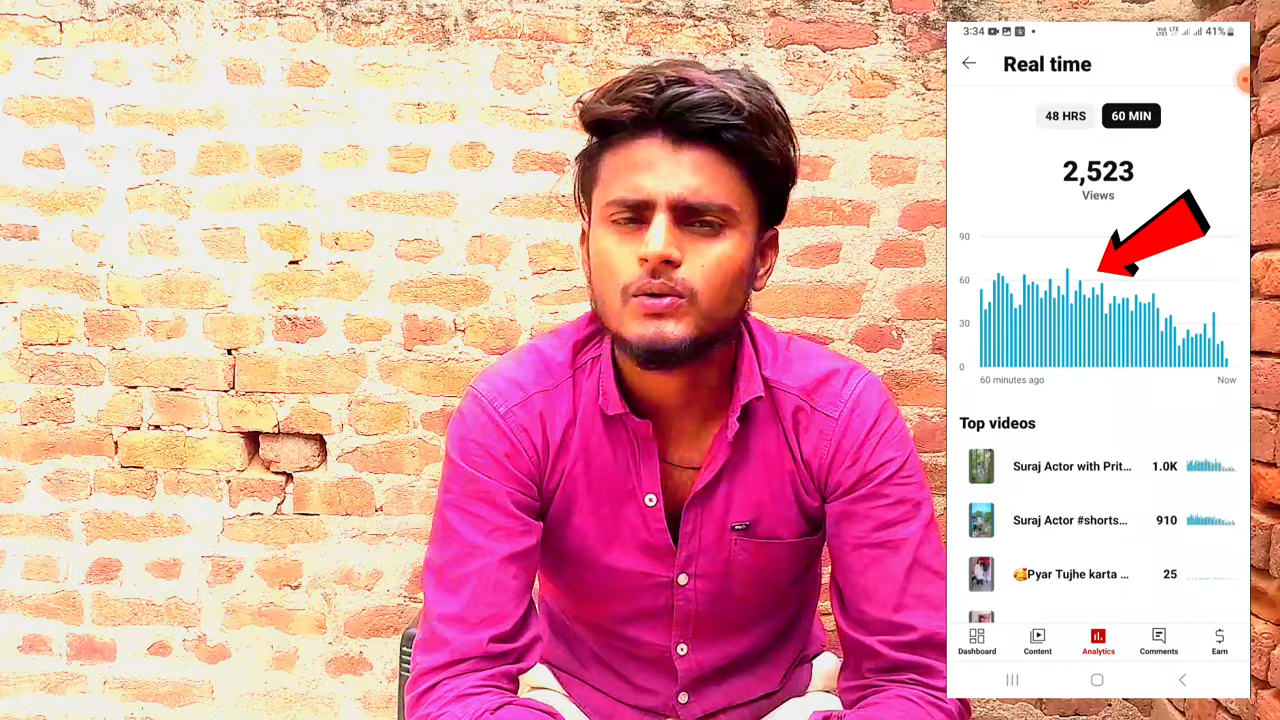 3:34
LTE
41%
Real time
48 HRS
60 MIN
2,523
Views
90
60
30
0
60 minutes ago
Now
Top videos
Suráj Actor with Prit... 1.0K
Suraj Actor #shorts... 910
🥰Pyar Tujhe karta ... 25
Dashboard
Content
Analytics
Comments
Earn